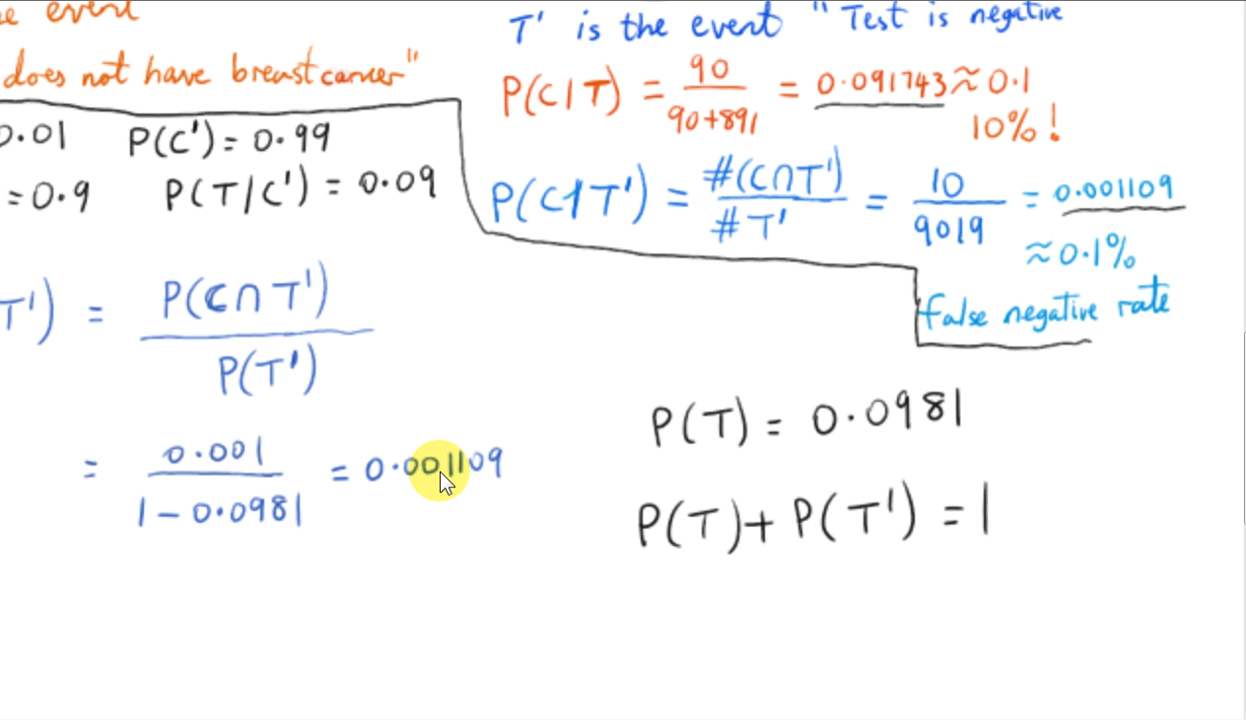 e event
does not have breast cancer"
0.01 P(C') = 0.99
= 0.9 P(T/C') = 0.09
T' is the event "Test is negative
P(C|T) = 90/(90+891) = 0.091743 ≈ 0.1
10%!
P(C|T') = #(C∩T')/#T' = 10/9019 = 0.001109
≈ 0.1%
false negative rate
T') = P(C∩T')/P(T')
= 0.001/(1-0.0981) = 0.001109
P(T) = 0.0981
P(T) + P(T') = 1